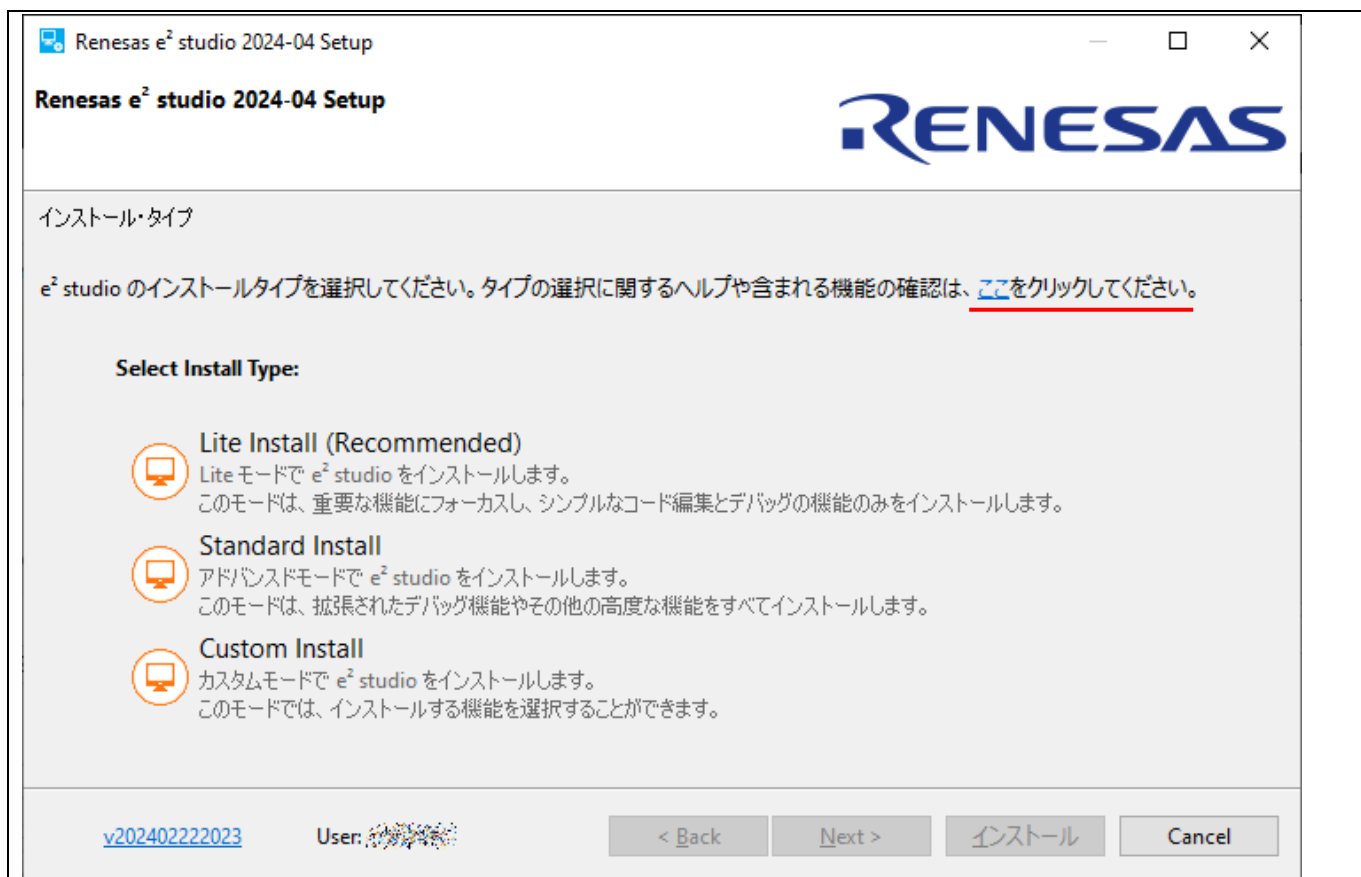 Renesas e² studio 2024-04 Setup
Renesas e² studio 2024-04 Setup
RENESAS
インストール・タイプ
e² studio のインストールタイプを選択してください。タイプの選択に関するヘルプや含まれる機能の確認は、ここをクリックしてください。
Select Install Type:
Lite Install (Recommended)
Lite モードで e² studio をインストールします。
このモードは、重要な機能にフォーカスし、シンプルなコード編集とデバッグの機能のみをインストールします。
Standard Install
アドバンスドモードで e² studio をインストールします。
このモードは、拡張されたデバッグ機能やその他の高度な機能をすべてインストールします。
Custom Install
カスタムモードで e² studio をインストールします。
このモードでは、インストールする機能を選択することができます。
v202402222023 User: < Back Next > インストール Cancel